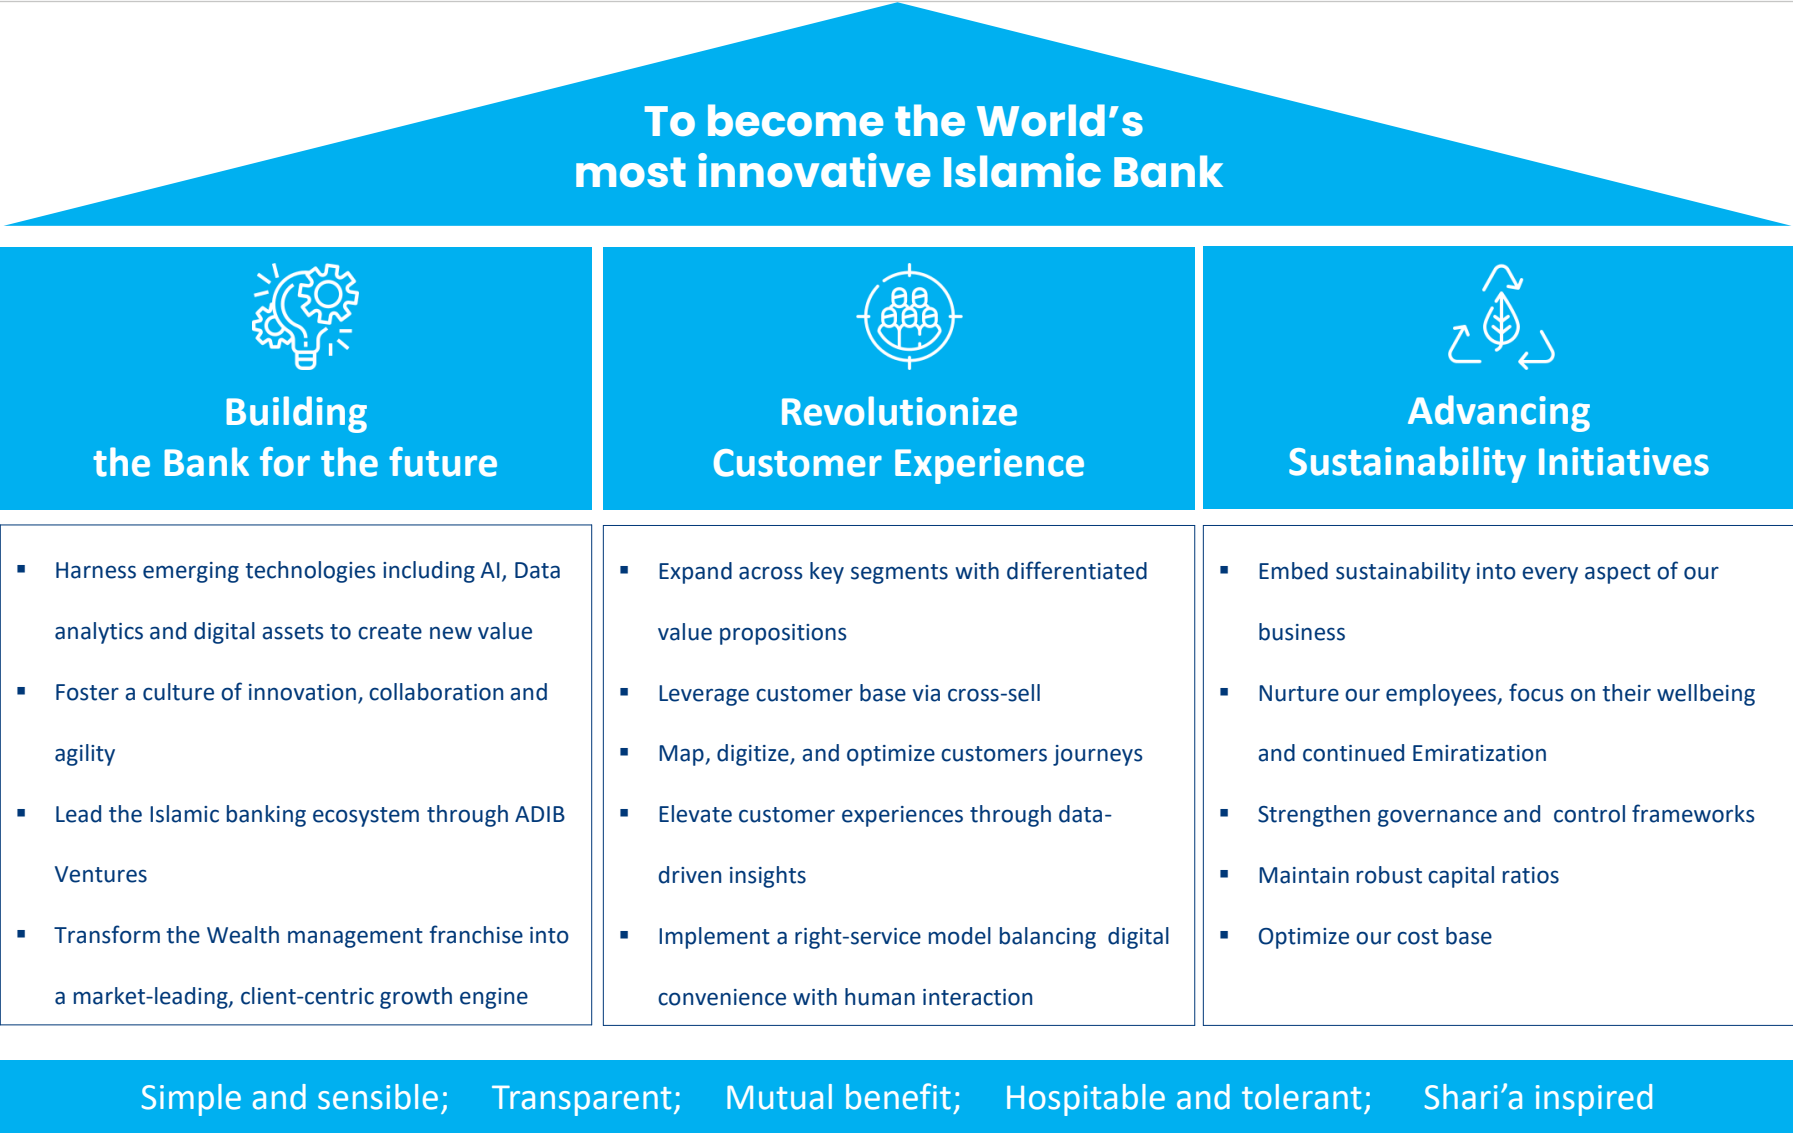 To become the World's
most innovative Islamic Bank
Building
the Bank for the future
▪ Harness emerging technologies including AI, Data
analytics and digital assets to create new value
▪ Foster a culture of innovation, collaboration and
agility
▪ Lead the Islamic banking ecosystem through ADIB
Ventures
▪ Transform the Wealth management franchise into
a market-leading, client-centric growth engine
Revolutionize
Customer Experience
▪ Expand across key segments with differentiated
value propositions
▪ Leverage customer base via cross-sell
▪ Map, digitize, and optimize customers journeys
▪ Elevate customer experiences through data-
driven insights
▪ Implement a right-service model balancing digital
convenience with human interaction
Advancing
Sustainability Initiatives
▪ Embed sustainability into every aspect of our
business
▪ Nurture our employees, focus on their wellbeing
and continued Emiratization
▪ Strengthen governance and control frameworks
▪ Maintain robust capital ratios
▪ Optimize our cost base
Simple and sensible; Transparent; Mutual benefit; Hospitable and tolerant; Shari'a inspired